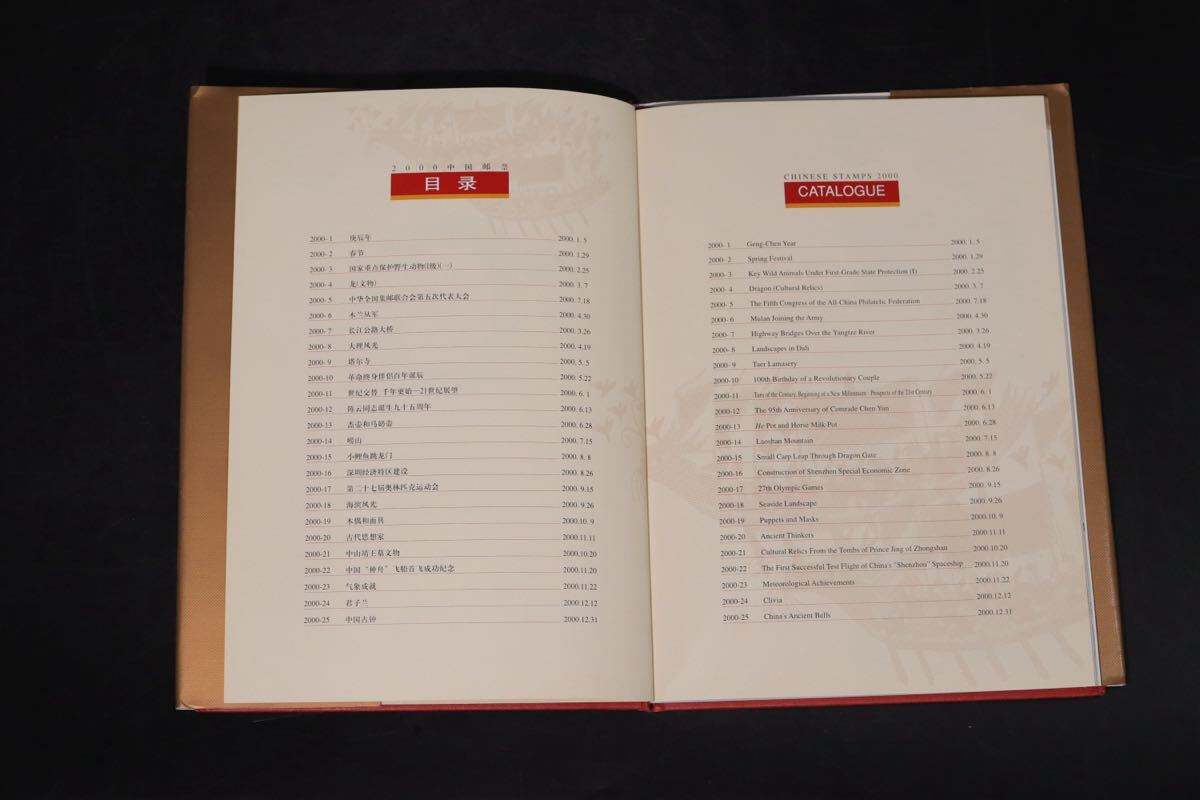 2000中国邮票
目录
2000- 1 庚辰年 2000. 1. 5
2000- 2 春节 2000. 1.29
2000- 3 国家重点保护野生动物(I级)(一) 2000. 2.25
2000- 4 龙(文物) 2000. 3. 7
2000- 5 中华全国集邮联合会第五次代表大会 2000. 7.18
2000- 6 木兰从军 2000. 4.30
2000- 7 长江公路大桥 2000. 3.26
2000- 8 大理风光 2000. 4.19
2000- 9 塔尔寺 2000. 5. 5
2000-10 革命终身伴侣百年诞辰 2000. 5.22
2000-11 世纪交替 千年更始—21世纪展望 2000. 6. 1
2000-12 陈云同志诞生九十五周年 2000. 6.13
2000-13 盉壶和马奶壶 2000. 6.28
2000-14 崂山 2000. 7.15
2000-15 小鲤鱼跳龙门 2000. 8. 8
2000-16 深圳经济特区建设 2000. 8.26
2000-17 第二十七届奥林匹克运动会 2000. 9.15
2000-18 海滨风光 2000. 9.26
2000-19 木偶和面具 2000.10. 9
2000-20 古代思想家 2000.11.11
2000-21 中山靖王墓文物 2000.10.20
2000-22 中国“神舟”飞船首飞成功纪念 2000.11.20
2000-23 气象成就 2000.11.22
2000-24 君子兰 2000.12.12
2000-25 中国古钟 2000.12.31
CHINESE STAMPS 2000
CATALOGUE
2000- 1 Geng-Chen Year 2000. 1. 5
2000- 2 Spring Festival 2000. 1.29
2000- 3 Key Wild Animals Under First-Grade State Protection (I) 2000. 2.25
2000- 4 Dragon (Cultural Relics) 2000. 3. 7
2000- 5 The Fifth Congress of the All-China Philatelic Federation 2000. 7.18
2000- 6 Mulan Joining the Army 2000. 4.30
2000- 7 Highway Bridges Over the Yangtze River 2000. 3.26
2000- 8 Landscapes in Dali 2000. 4.19
2000- 9 Taer Lamasery 2000. 5. 5
2000-10 100th Birthday of a Revolutionary Couple 2000. 5.22
2000-11 Turn of the Century, Beginning of a New Millennium - Prospects of the 21st Century 2000. 6. 1
2000-12 The 95th Anniversary of Comrade Chen Yun 2000. 6.13
2000-13 He Pot and Horse Milk Pot 2000. 6.28
2000-14 Laoshan Mountain 2000. 7.15
2000-15 Small Carp Leap Through Dragon Gate 2000. 8. 8
2000-16 Construction of Shenzhen Special Economic Zone 2000. 8.26
2000-17 27th Olympic Games 2000. 9.15
2000-18 Seaside Landscape 2000. 9.26
2000-19 Puppets and Masks 2000.10. 9
2000-20 Ancient Thinkers 2000.11.11
2000-21 Cultural Relics From the Tombs of Prince Jing of Zhongshan 2000.10.20
2000-22 The First Successful Test Flight of China's "Shenzhou" Spaceship 2000.11.20
2000-23 Meteorological Achievements 2000.11.22
2000-24 Clivia 2000.12.12
2000-25 China's Ancient Bells 2000.12.31